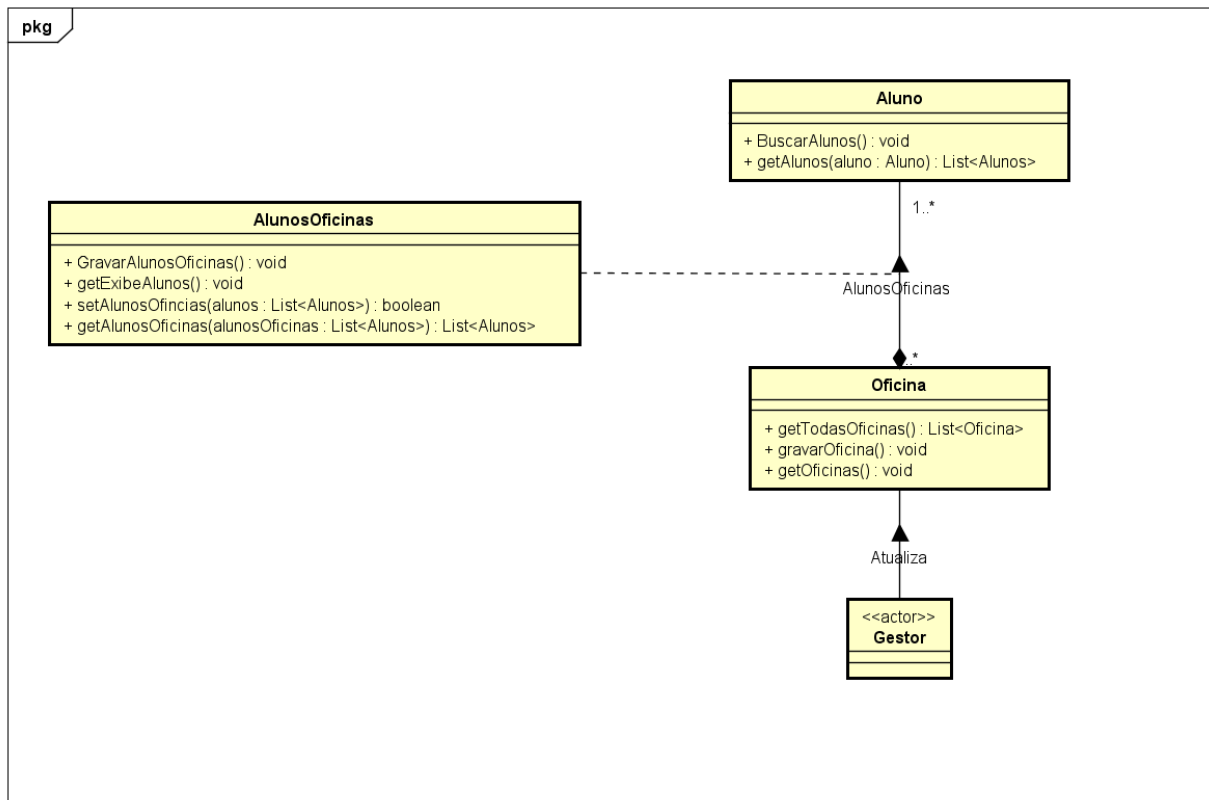 pkg
Aluno
+ BuscarAlunos() : void
+ getAlunos(aluno : Aluno) : List<Alunos>
1..*
AlunosOficinas
+ GravarAlunosOficinas() : void
+ getExibeAlunos() : void
+ setAlunosOfincias(alunos : List<Alunos>) : boolean
+ getAlunosOficinas(alunosOficinas : List<Alunos>) : List<Alunos>
AlunosOficinas
Oficina
+ getTodasOficinas() : List<Oficina>
+ gravarOficina() : void
+ getOficinas() : void
Atualiza
<<actor>>
Gestor